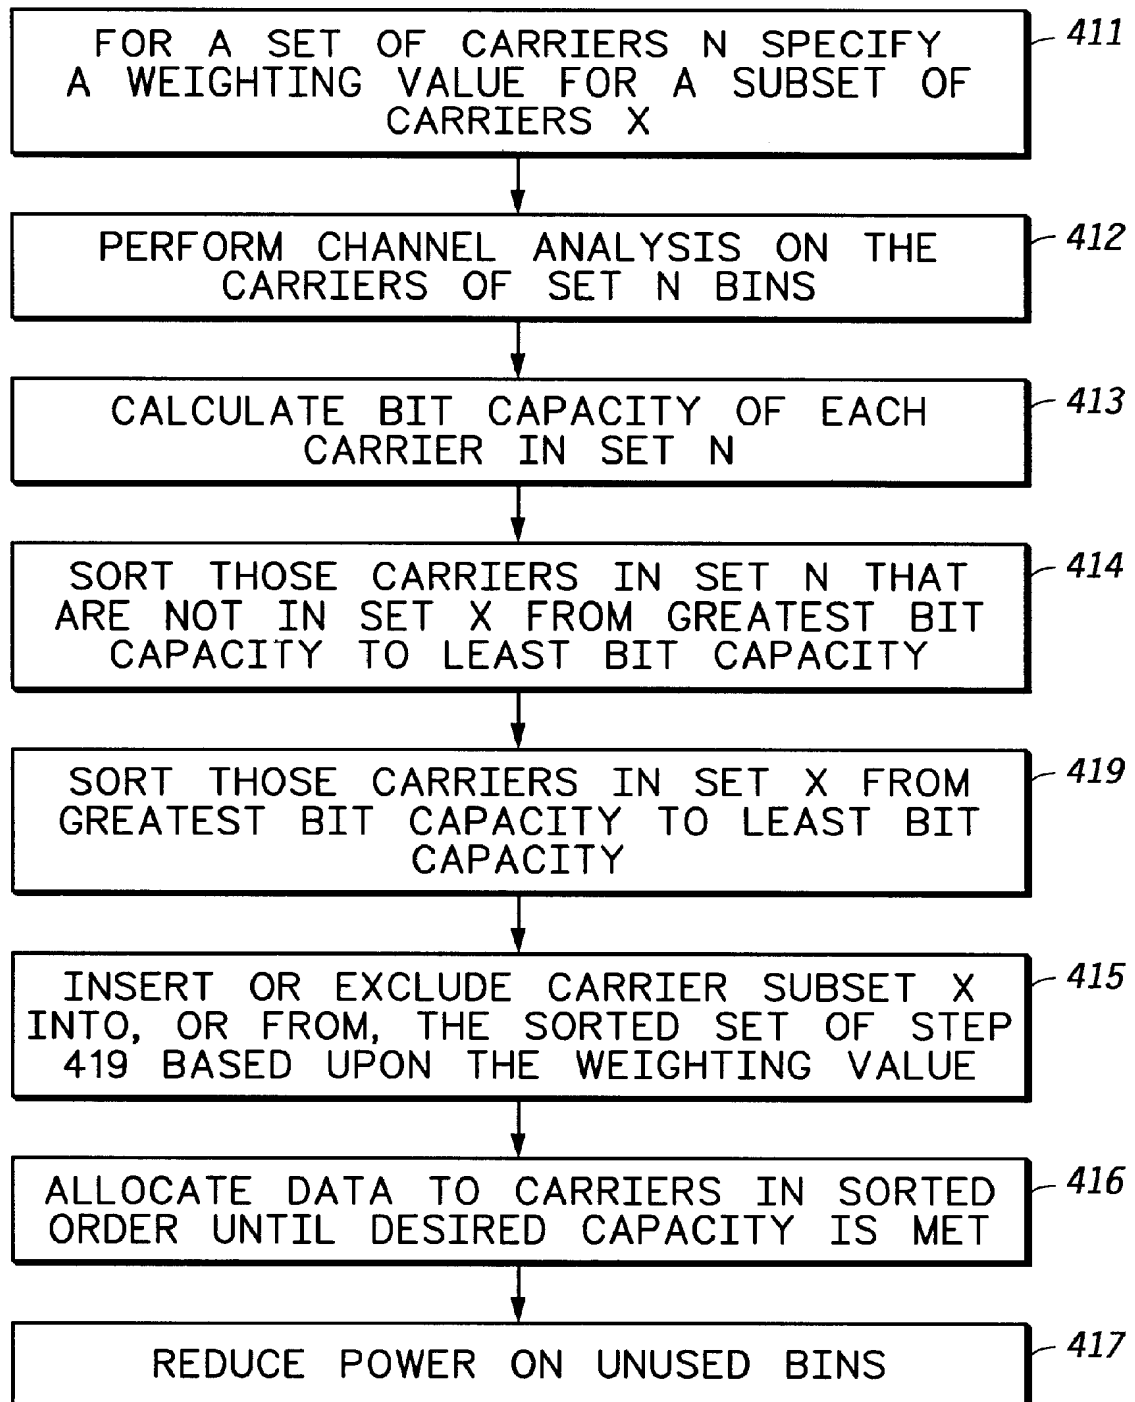 FOR A SET OF CARRIERS N SPECIFY
A WEIGHTING VALUE FOR A SUBSET OF
CARRIERS X
411
PERFORM CHANNEL ANALYSIS ON THE
CARRIERS OF SET N BINS
412
CALCULATE BIT CAPACITY OF EACH
CARRIER IN SET N
413
SORT THOSE CARRIERS IN SET N THAT
ARE NOT IN SET X FROM GREATEST BIT
CAPACITY TO LEAST BIT CAPACITY
414
SORT THOSE CARRIERS IN SET X FROM
GREATEST BIT CAPACITY TO LEAST BIT
CAPACITY
419
INSERT OR EXCLUDE CARRIER SUBSET X
INTO, OR FROM, THE SORTED SET OF STEP
419 BASED UPON THE WEIGHTING VALUE
415
ALLOCATE DATA TO CARRIERS IN SORTED
ORDER UNTIL DESIRED CAPACITY IS MET
416
REDUCE POWER ON UNUSED BINS
417